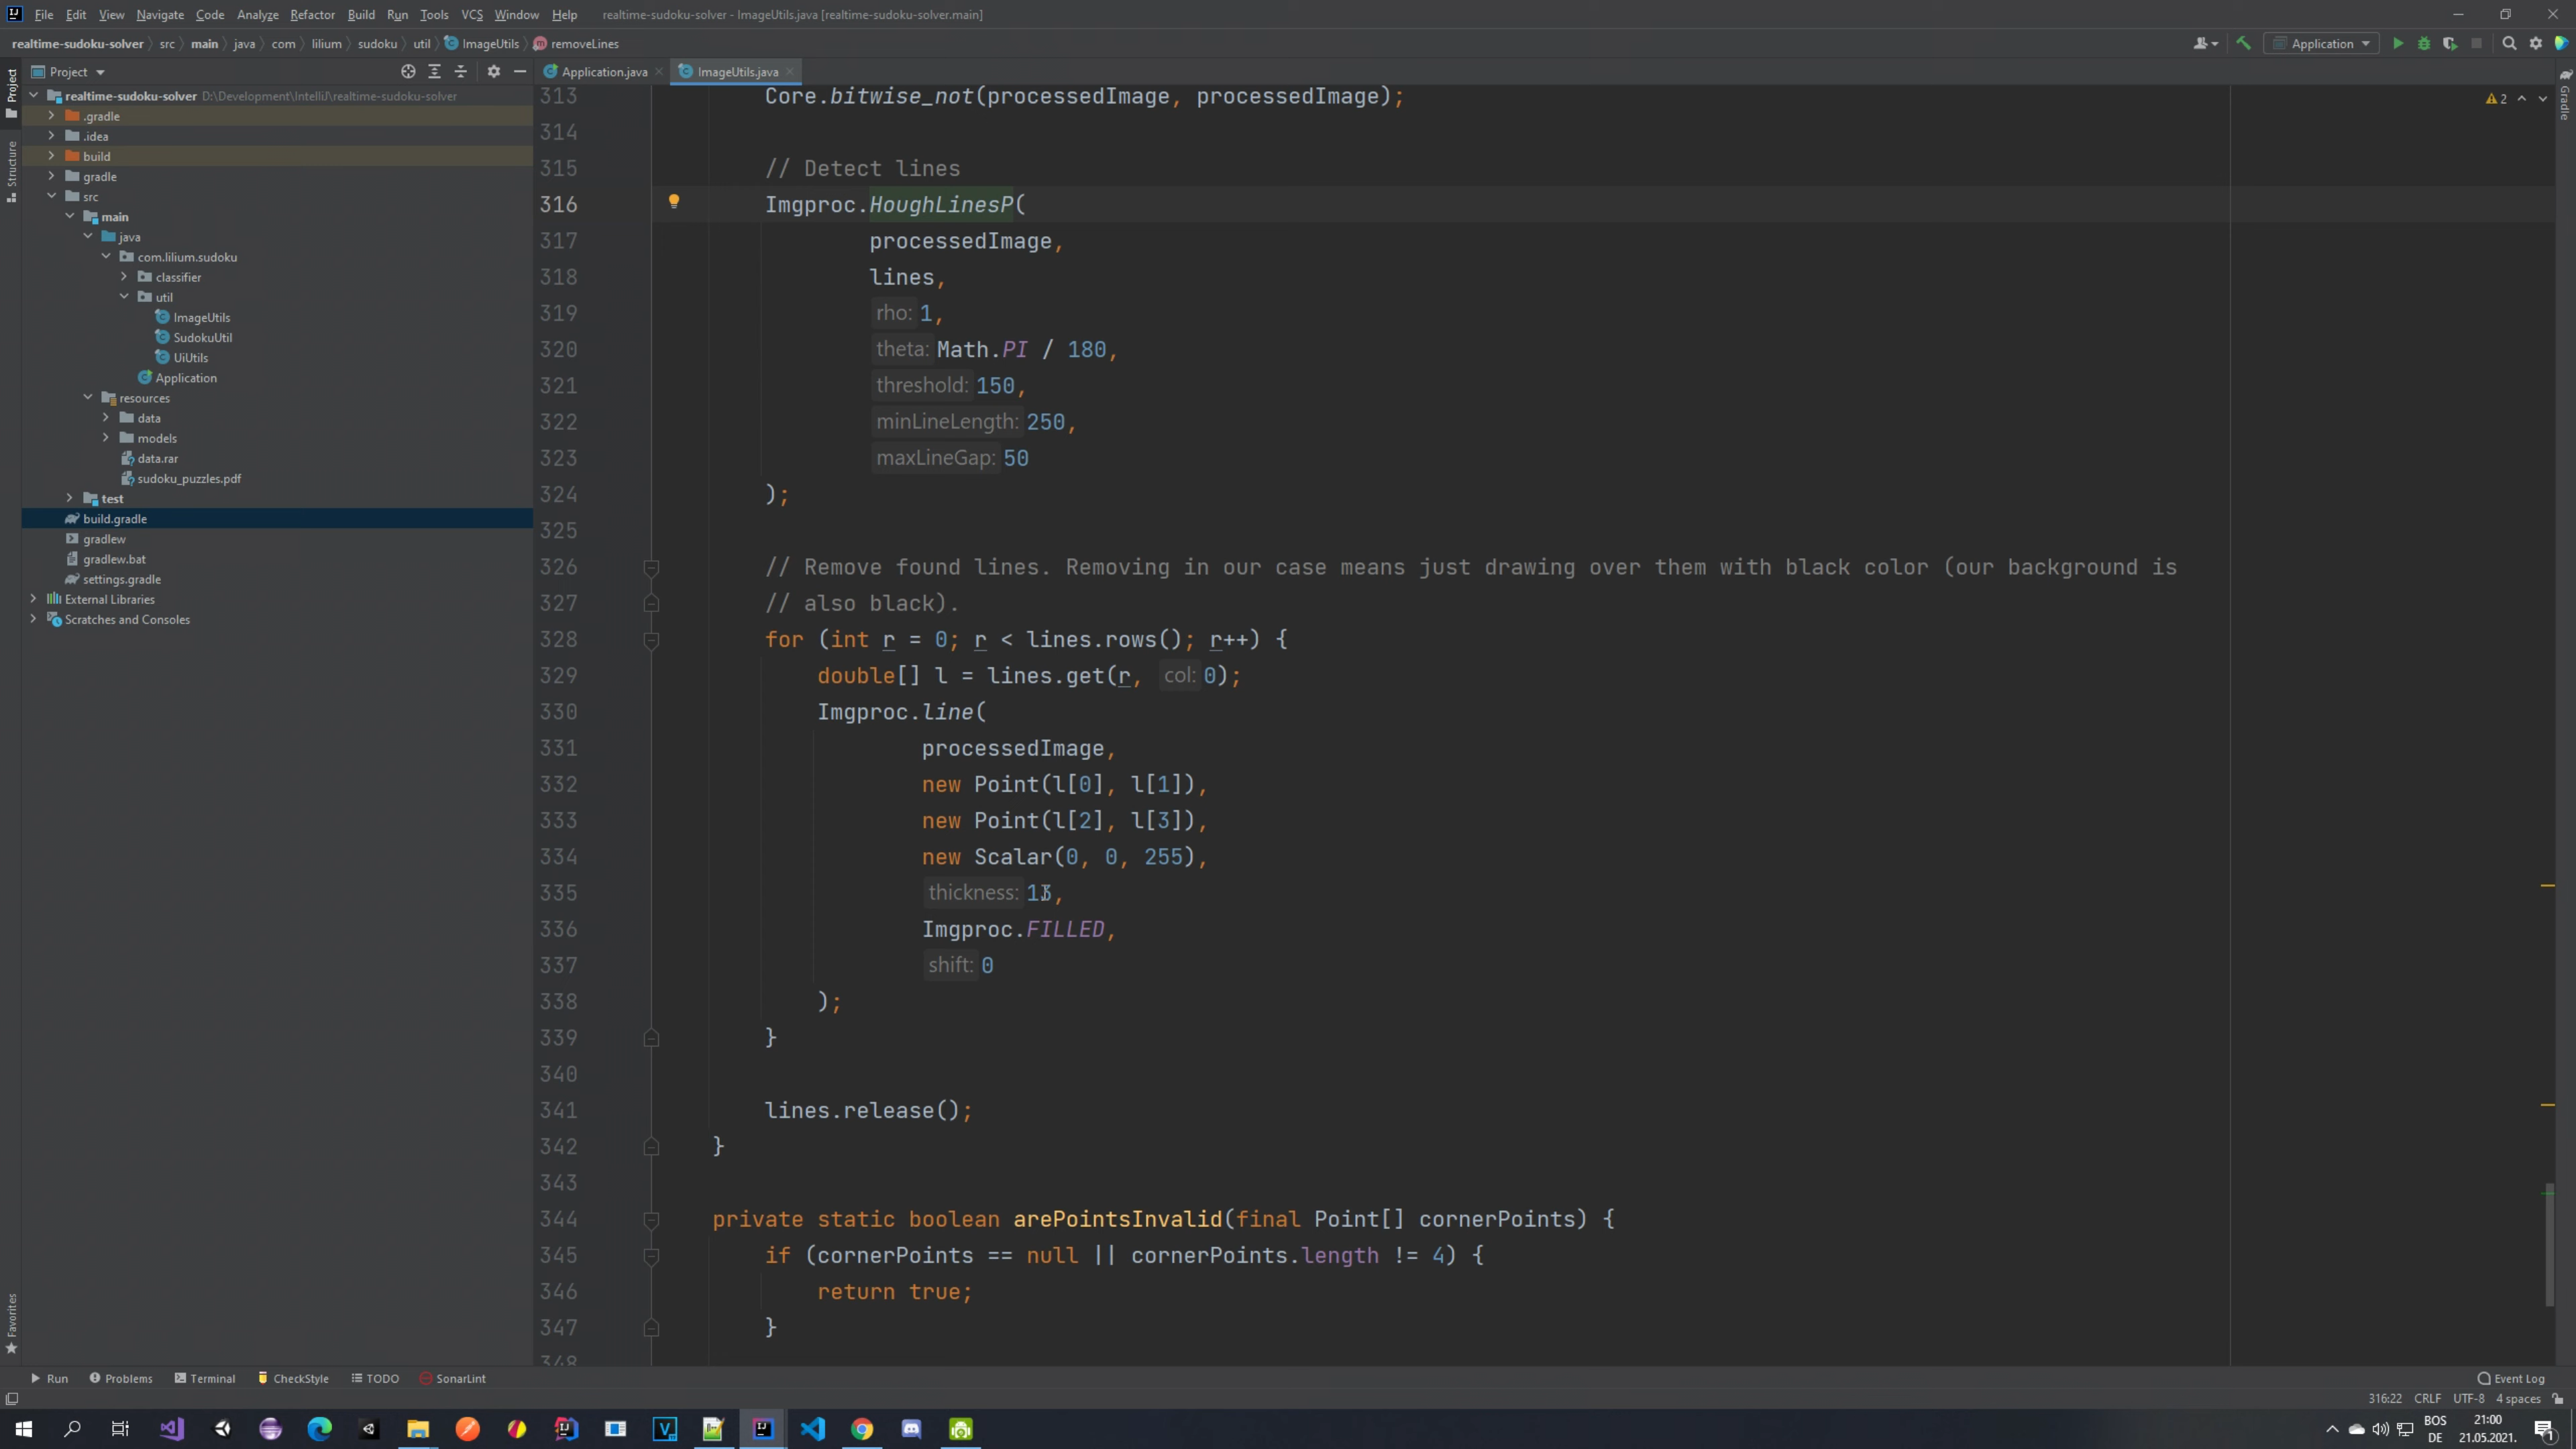 File Edit View Navigate Code Analyze Refactor Build Run Tools VCS Window Help realtime-sudoku-solver - ImageUtils.java [realtime-sudoku-solver.main]
realtime-sudoku-solver src main java com lilium sudoku util ImageUtils removeLines Application
Project Application.java ImageUtils.java
Project
Structure
Favorites
Gradle
realtime-sudoku-solver D:\Development\IntelliJ\realtime-sudoku-solver
.gradle
.idea
build
gradle
src
main
java
com.lilium.sudoku
classifier
util
ImageUtils
SudokuUtil
UiUtils
Application
resources
data
models
data.rar
sudoku_puzzles.pdf
test
build.gradle
gradlew
gradlew.bat
settings.gradle
External Libraries
Scratches and Consoles
2
313 Core.bitwise_not(processedImage, processedImage);
314
315 // Detect lines
316 Imgproc.HoughLinesP(
317 processedImage,
318 lines,
319 rho: 1,
320 theta: Math.PI / 180,
321 threshold: 150,
322 minLineLength: 250,
323 maxLineGap: 50
324 );
325
326 // Remove found lines. Removing in our case means just drawing over them with black color (our background is
327 // also black).
328 for (int r = 0; r < lines.rows(); r++) {
329 double[] l = lines.get(r, col: 0);
330 Imgproc.line(
331 processedImage,
332 new Point(l[0], l[1]),
333 new Point(l[2], l[3]),
334 new Scalar(0, 0, 255),
335 thickness: 13,
336 Imgproc.FILLED,
337 shift: 0
338 );
339 }
340
341 lines.release();
342 }
343
344 private static boolean arePointsInvalid(final Point[] cornerPoints) {
345 if (cornerPoints == null || cornerPoints.length != 4) {
346 return true;
347 }
348
Run Problems Terminal CheckStyle TODO SonarLint Event Log
316:22 CRLF UTF-8 4 spaces
BOS
DE
21:00
21.05.2021.
1